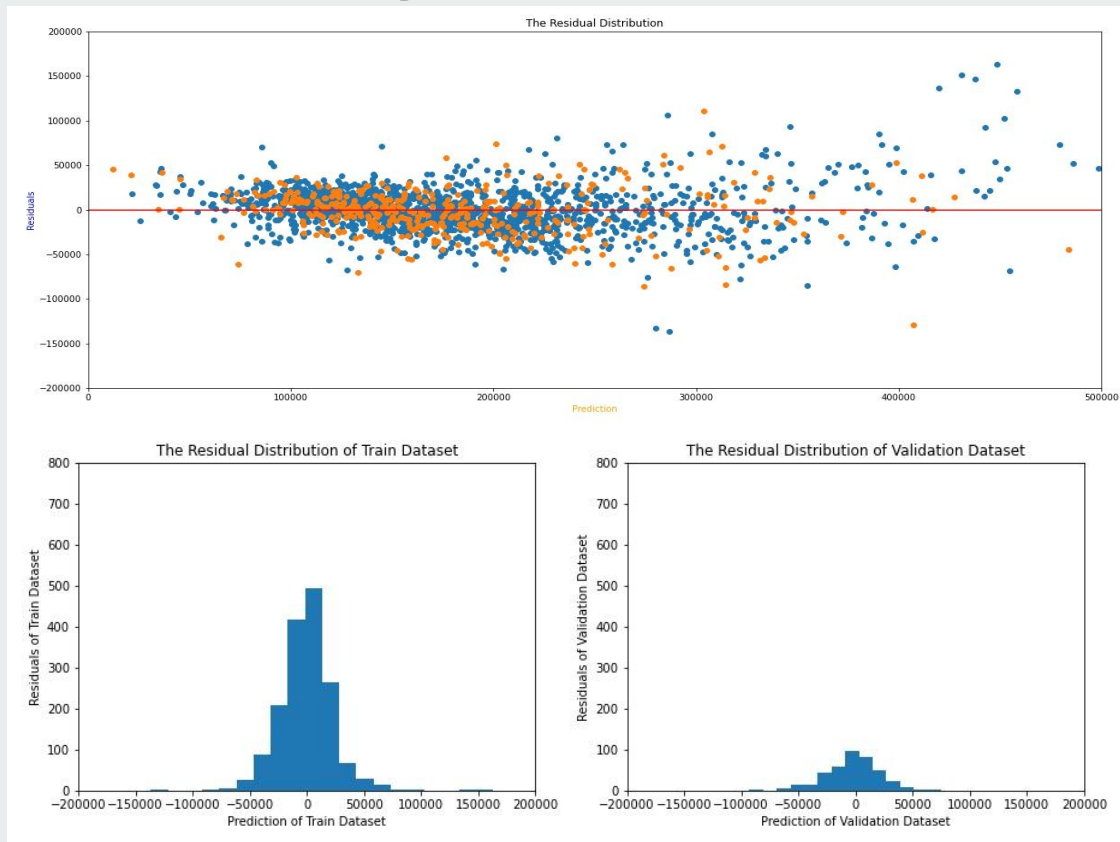 The Residual Distribution
200000
150000
100000
50000
0
−50000
−100000
−150000
−200000
Residuals
0 100000 200000 300000 400000 500000
Prediction
The Residual Distribution of Train Dataset
800
700
600
500
400
300
200
100
0
Residuals of Train Dataset
−200000 −150000 −100000 −50000 0 50000 100000 150000 200000
Prediction of Train Dataset
The Residual Distribution of Validation Dataset
800
700
600
500
400
300
200
100
0
Residuals of Validation Dataset
−200000 −150000 −100000 −50000 0 50000 100000 150000 200000
Prediction of Validation Dataset